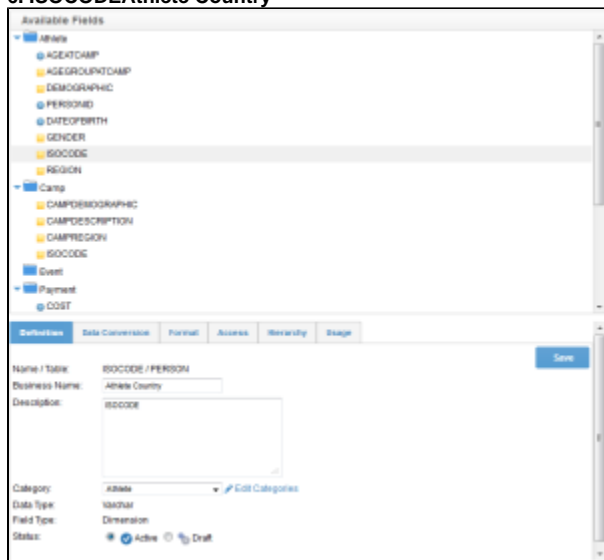 ISOCODEAthlete Country
Available Fields
Athlete
AGEATCAMP
AGEGROUPATCAMP
DEMOGRAPHIC
PERSONID
DATEOFBIRTH
GENDER
ISOCODE
REGION
Camp
CAMPDEMOGRAPHIC
CAMPDESCRIPTION
CAMPREGION
ISOCODE
Event
Payment
COST
Definition Data Conversion Format Access Hierarchy Usage
Save
Name / Table: ISOCODE / PERSON
Business Name: Athlete Country
Description: ISOCODE
Category: Athlete Edit Categories
Data Type: Varchar
Field Type: Dimension
Status: Active Draft